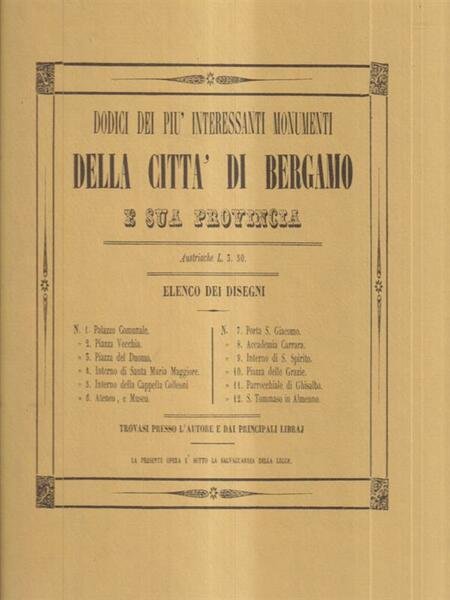 DODICI DEI PIU' INTERESSANTI MONUMENTI
DELLA CITTA' DI BERGAMO
E SUA PROVINCIA
Austriache L. 3. 50.
ELENCO DEI DISEGNI
N. 1. Palazzo Comunale.
» 2. Piazza Vecchia.
» 3. Piazza del Duomo.
» 4. Interno di Santa Maria Maggiore.
» 5. Interno della Cappella Colleoni
» 6. Ateneo, e Museo.
N. 7. Porta S. Giacomo.
» 8. Accademia Carrara.
» 9. Interno di S. Spirito.
» 10. Piazza delle Grazie.
» 11. Parrocchiale di Ghisalba.
» 12. S. Tommaso in Almenno.
TROVASI PRESSO L'AUTORE E DAI PRINCIPALI LIBRAJ
LA PRESENTE OPERA E' SOTTO LA SALVAGUARDIA DELLA LEGGE.